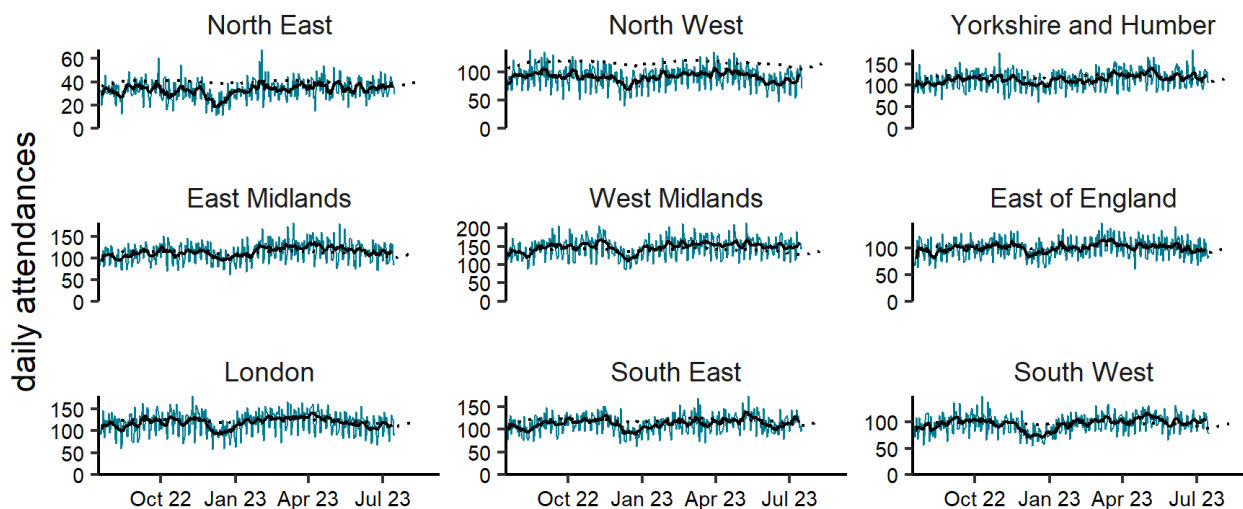 daily attendances
North East
60
40
20
0
North West
100
50
0
Yorkshire and Humber
150
100
50
0
East Midlands
150
100
50
0
West Midlands
200
150
100
50
0
East of England
100
50
0
London
150
100
50
0
Oct 22 Jan 23 Apr 23 Jul 23
South East
150
100
50
0
Oct 22 Jan 23 Apr 23 Jul 23
South West
100
50
0
Oct 22 Jan 23 Apr 23 Jul 23